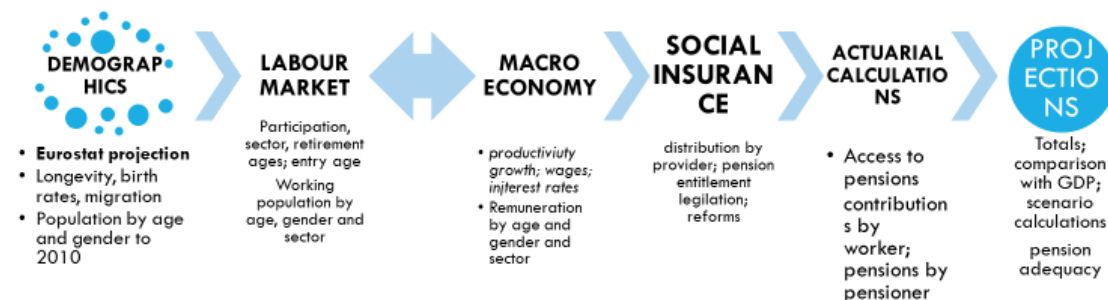 DEMOGRAP
HICS
• Eurostat projection
• Longevity, birth
rates, migration
• Population by age
and gender to
2010
LABOUR
MARKET
Participation,
sector, retirement
ages; entry age
Working
population by
age, gender and
sector
MACRO
ECONOMY
• productiviuty
growth; wages;
injterest rates
• Remuneration
by age and
gender and
sector
SOCIAL
INSURAN
CE
distribution by
provider; pension
entitlement
legilation;
reforms
ACTUARIAL
CALCULATIO
NS
• Access to
pensions
contribution
s by
worker;
pensions by
pensioner
PROJ
ECTIO
NS
Totals;
comparison
with GDP;
scenario
calculations
pension
adequacy